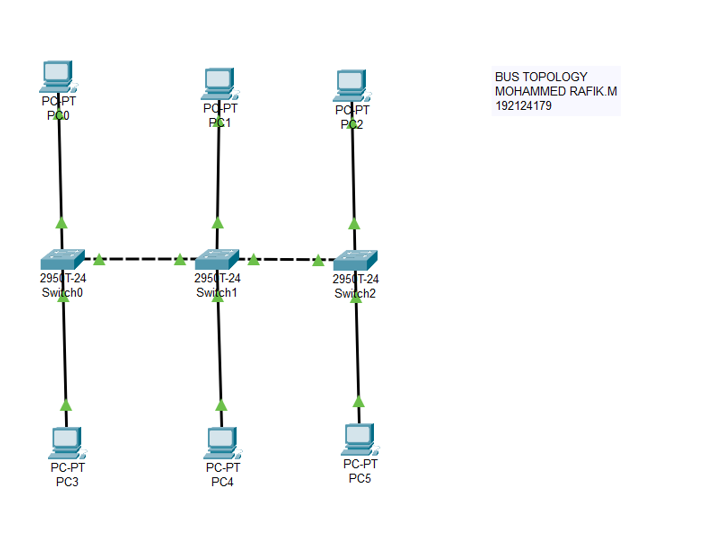 PC-PT
PC0
PC-PT
PC1
PC-PT
PC2
BUS TOPOLOGY
MOHAMMED RAFIK.M
192124179
2950T-24
Switch0
2950T-24
Switch1
2950T-24
Switch2
PC-PT
PC3
PC-PT
PC4
PC-PT
PC5